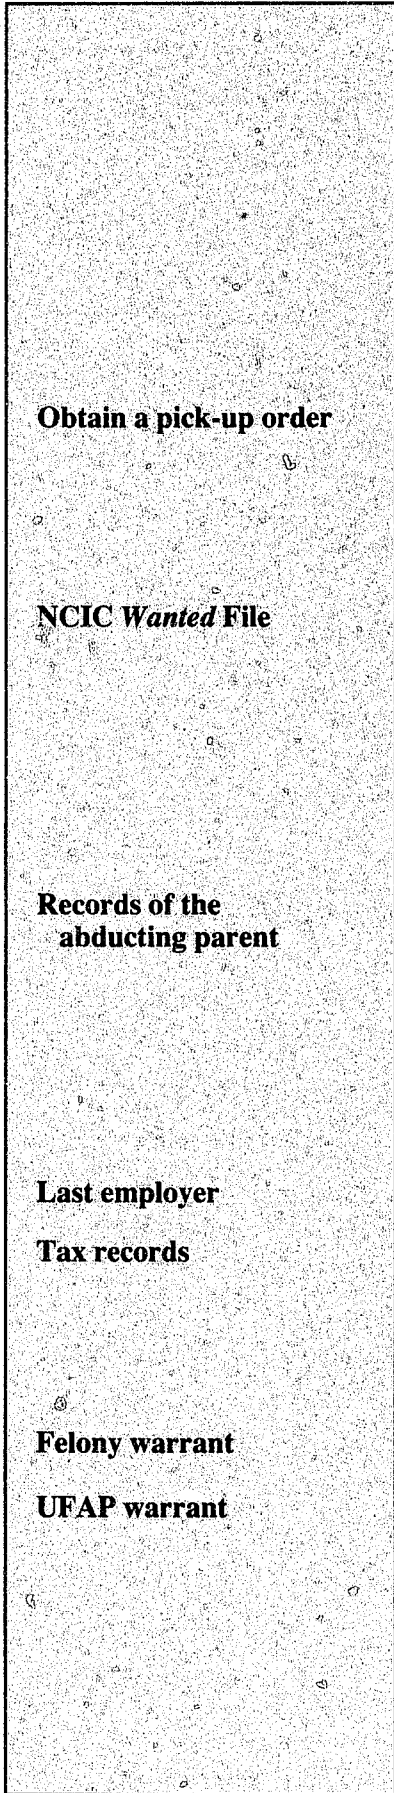 Obtain a pick-up order
NCIC Wanted File
Records of the
abducting parent
Last employer
Tax records
Felony warrant
UFAP warrant